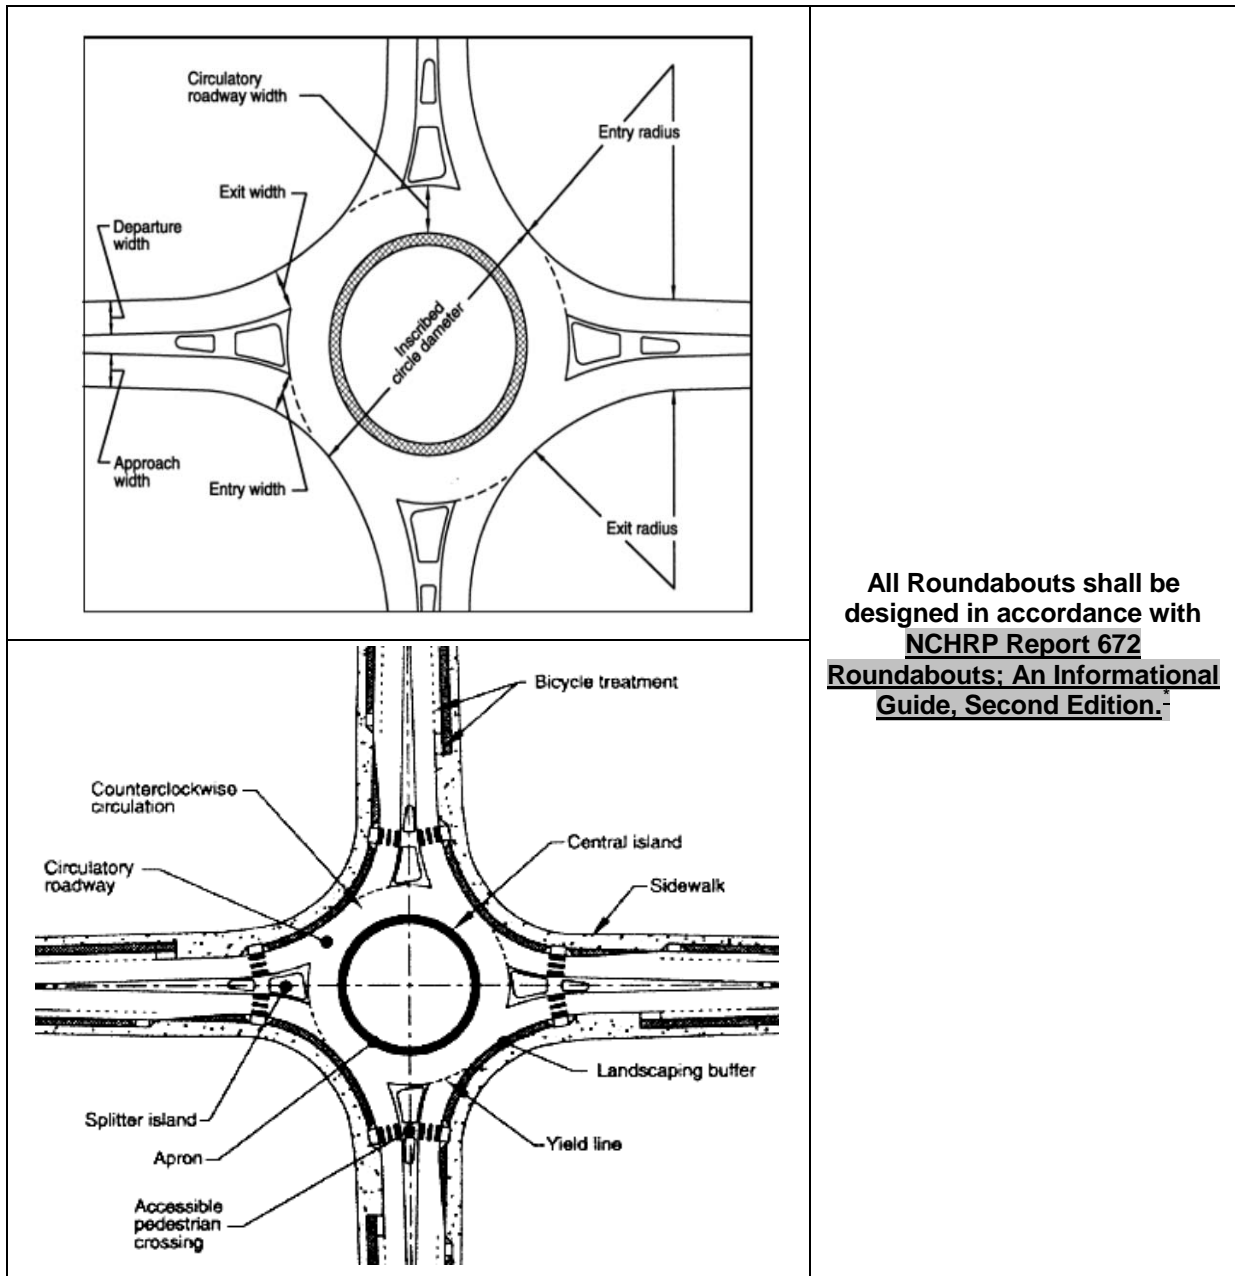 Circulatory
roadway width
Entry radius
Exit width
Departure
width
Inscribed
circle dameter
Approach
width
Entry width
Exit radius
All Roundabouts shall be
designed in accordance with
NCHRP Report 672
Roundabouts; An Informational
Guide, Second Edition.*
Bicycle treatment
Counterclockwise
circulation
Central island
Circulatory
roadway
Sidewalk
Landscaping buffer
Splitter island
Yield line
Apron
Accessible
pedestrian
crossing